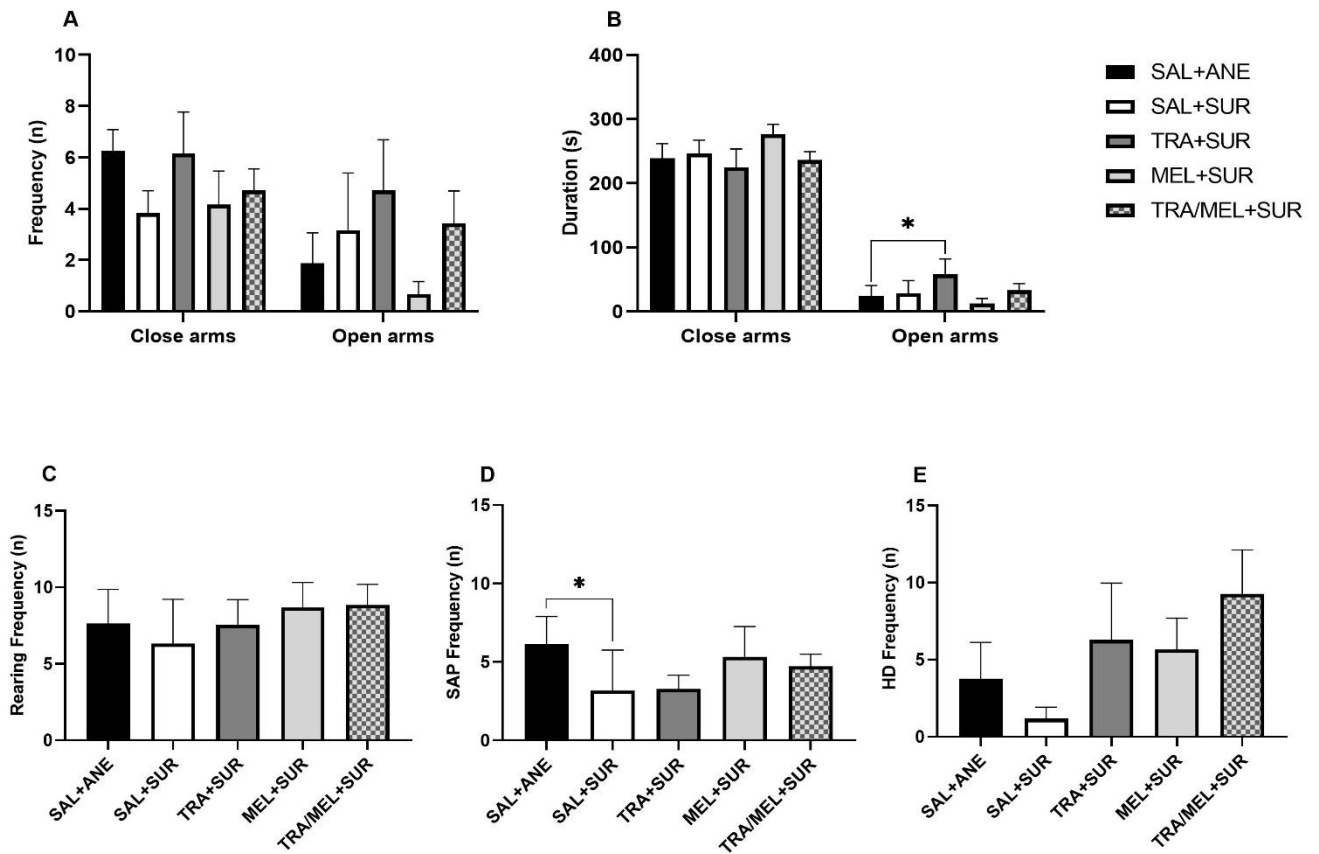 A
Frequency (n)
10
8
6
4
2
0
Close arms
Open arms
B
Duration (s)
400
300
200
100
0
*
Close arms
Open arms
SAL+ANE
SAL+SUR
TRA+SUR
MEL+SUR
TRA/MEL+SUR
C
Rearing Frequency (n)
15
10
5
0
SAL+ANE
SAL+SUR
TRA+SUR
MEL+SUR
TRA/MEL+SUR
D
SAP Frequency (n)
15
10
5
0
*
SAL+ANE
SAL+SUR
TRA+SUR
MEL+SUR
TRA/MEL+SUR
E
HD Frequency (n)
15
10
5
0
SAL+ANE
SAL+SUR
TRA+SUR
MEL+SUR
TRA/MEL+SUR